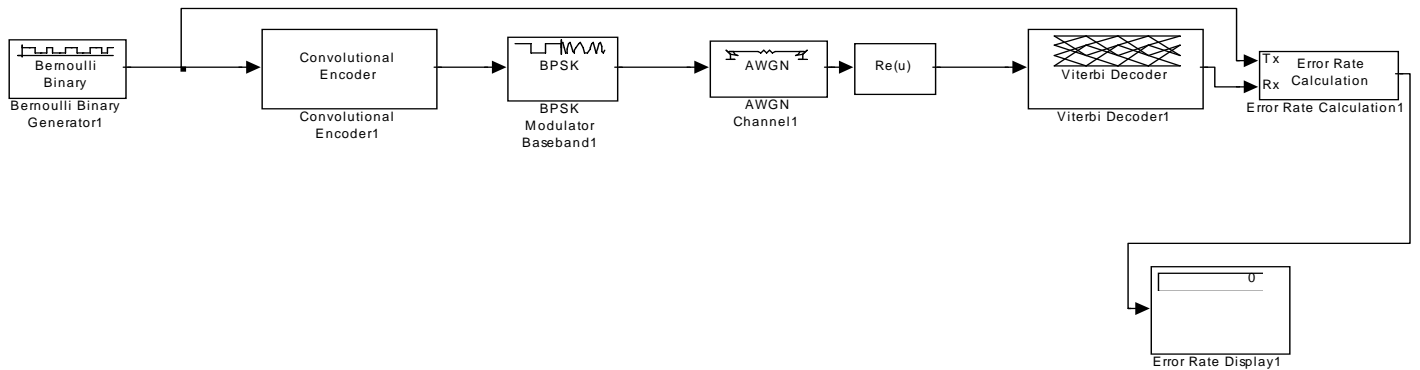 Bernoulli
Binary
Bernoulli Binary
Generator1
Convolutional
Encoder
Convolutional
Encoder1
BPSK
BPSK
Modulator
Baseband1
AWGN
AWGN
Channel1
Re(u)
Viterbi Decoder
Viterbi Decoder1
Tx
Rx
Error Rate
Calculation
Error Rate Calculation1
0
Error Rate Display1